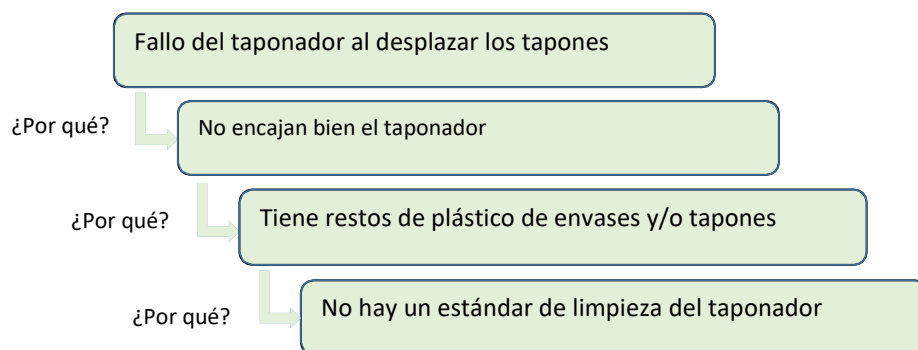 Fallo del taponador al desplazar los tapones
¿Por qué?
No encajan bien el taponador
¿Por qué?
Tiene restos de plástico de envases y/o tapones
¿Por qué?
No hay un estándar de limpieza del taponador